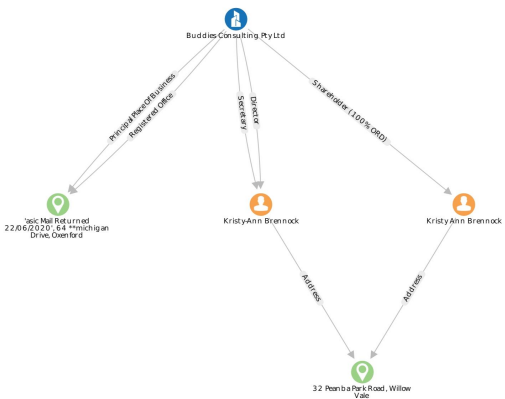 Buddies Consulting Pty Ltd
Principal Place Of Business
Registered Office
Secretary
Director
Shareholder (100% ORD)
'asic Mail Returned
22/06/2020', 64 **michigan
Drive, Oxenford
Kristy-Ann Brennock
Kristy Ann Brennock
Address
Address
32 Peanba Park Road, Willow
Vale